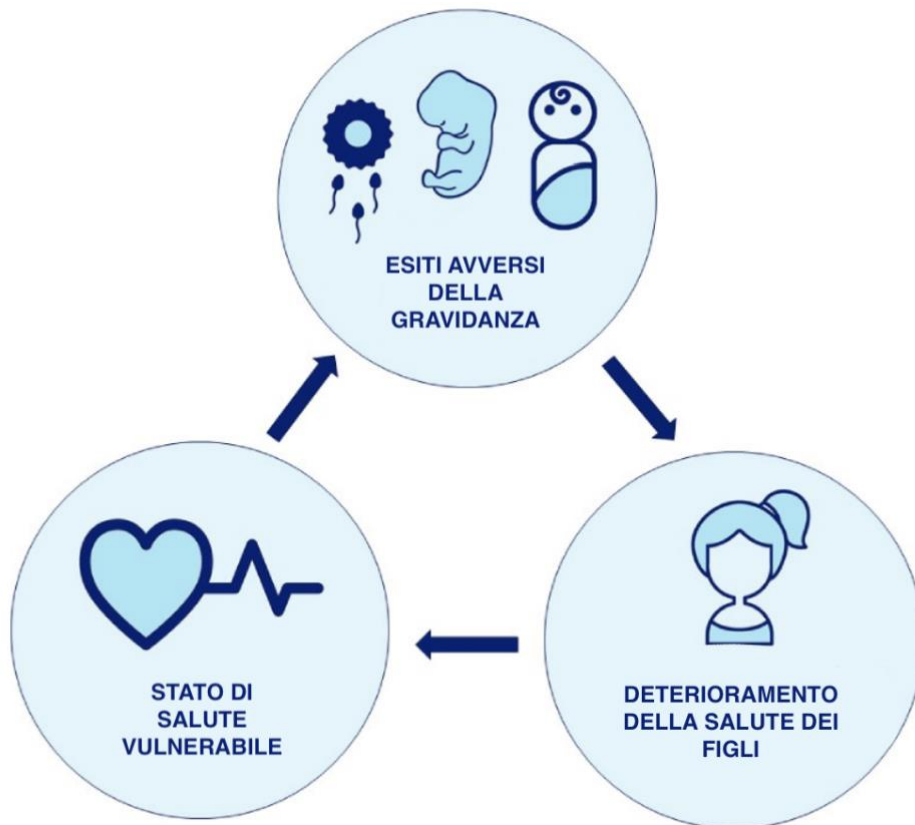 ESITI AVVERSI
DELLA
GRAVIDANZA
STATO DI
SALUTE
VULNERABILE
DETERIORAMENTO
DELLA SALUTE DEI
FIGLI